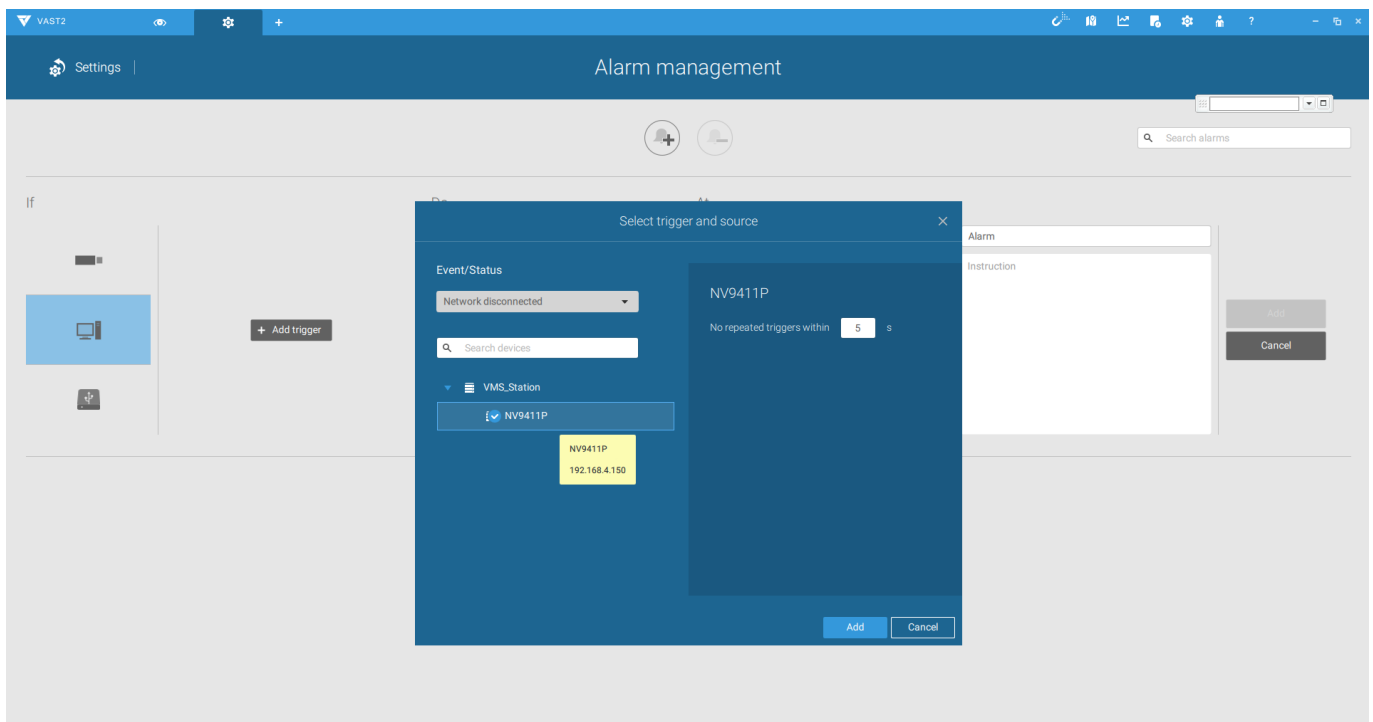 VAST2
+
?
Settings
Alarm management
Search alarms
If
Select trigger and source
Event/Status
Network disconnected
Search devices
VMS_Station
NV9411P
NV9411P
192.168.4.150
NV9411P
No repeated triggers within 5 s
Add
Cancel
+ Add trigger
Alarm
Instruction
Add
Cancel